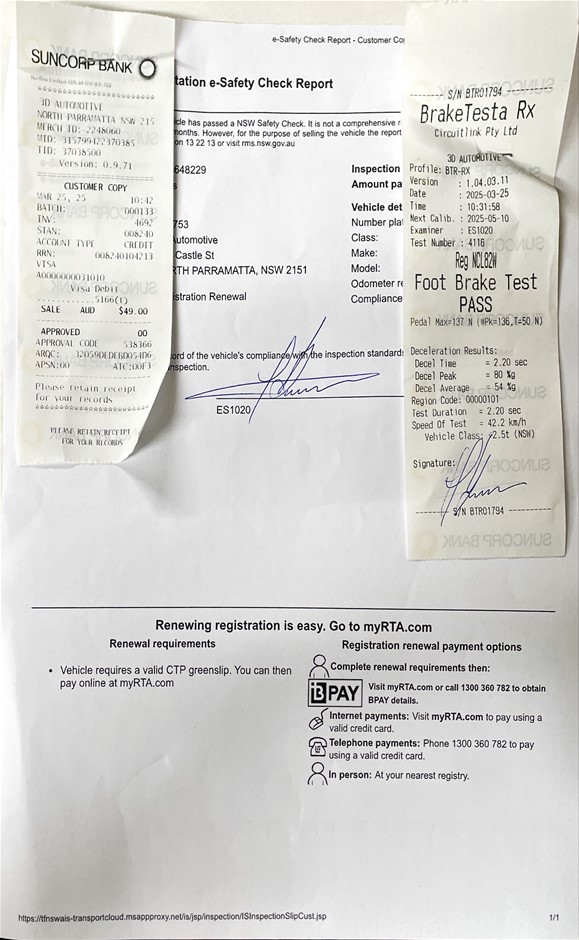 SUNCORP BANK
3D AUTOMOTIVE
NORTH PARRAMATTA NSW 215
MERCH ID: 2248060
MID: 315799422370385
TID: 37038500
Version: 0.9.71
CUSTOMER COPY
MAR 25, 25 10:42
BATCH: 000133
INV: 4692
STAN: 008240
ACCOUNT TYPE CREDIT
RRN: 008240104213
VISA
A0000000031010
Visa Debit
..........5166(t)
SALE AUD $49.00
APPROVED 00
APPROVAL CODE 538366
ARQC:
APSN:00 ATC:00F3
Please retain receipt
for your records
PLEASE RETAIN RECEIPT
FOR YOUR RECORDS
e-Safety Check Report - Customer Co
tation e-Safety Check Report
cle has passed a NSW Safety Check. It is not a comprehensive r
onths. However, for the purpose of selling the vehicle the report
on 13 22 13 or visit rms.nsw.gov.au
648229
Inspection
Amount pa
753
utomotive
Castle St
TH PARRAMATTA, NSW 2151
istration Renewal
Vehicle det
Number plat
Class:
Make:
Model:
Odometer re
Compliance
ord of the vehicle's compliance with the inspection standards
nspection.
ES1020
S/N BTR01794
BrakeTesta Rx
Circuitlink Pty Ltd
3D AUTOMOTIVE
Profile: BTR-RX
Version : 1.04.03.11
Date : 2025-03-25
Time : 10:31:58
Next Calib. : 2025-05-10
Examiner : ES1020
Test Number : 4116
Reg NCL82W
Foot Brake Test
PASS
Pedal Max=137 N (mPk=136,T=50 N)
Deceleration Results:
Decel Time = 2.20 sec
Decel Peak = 80 %g
Decel Average = 54 %g
Region Code: 00000101
Test Duration = 2.20 sec
Speed Of Test = 42.2 km/h
Vehicle Class: <2.5t (NSW)
Signature:
S/N BTR01794
Renewing registration is easy. Go to myRTA.com
Renewal requirements
• Vehicle requires a valid CTP greenslip. You can then
pay online at myRTA.com
Registration renewal payment options
Complete renewal requirements then:
B PAY
Visit myRTA.com or call 1300 360 782 to obtain
BPAY details.
Internet payments: Visit myRTA.com to pay using a
valid credit card.
Telephone payments: Phone 1300 360 782 to pay
using a valid credit card.
In person: At your nearest registry.
https://tfnswais-transportcloud.msappproxy.net/is/jsp/inspection/ISInspectionSlipCust.jsp
1/1